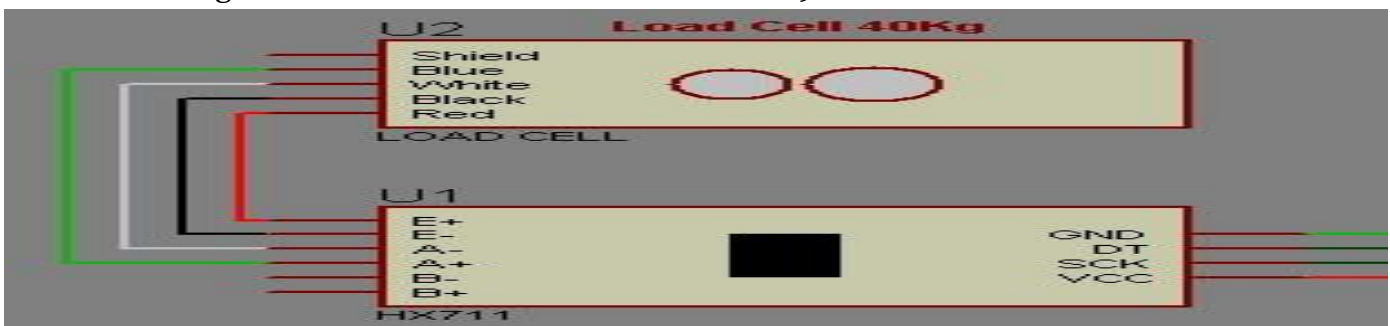 U2
Load Cell 40Kg
Shield
Blue
White
Black
Red
LOAD CELL
U1
E+
E-
A-
A+
B-
B+
GND
DT
SCK
VCC
HX711